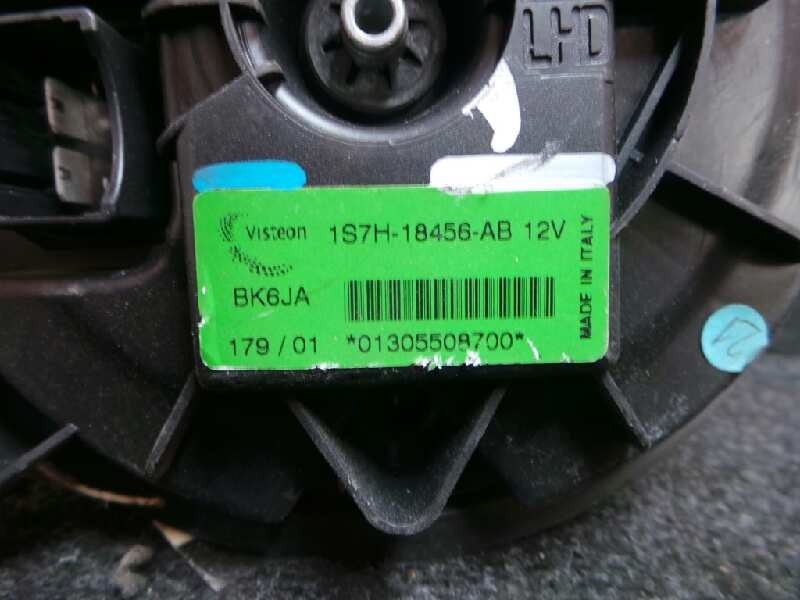 LHD
Visteon 1S7H-18456-AB 12V
BK6JA
179 / 01 *01305508700*
MADE IN ITALY